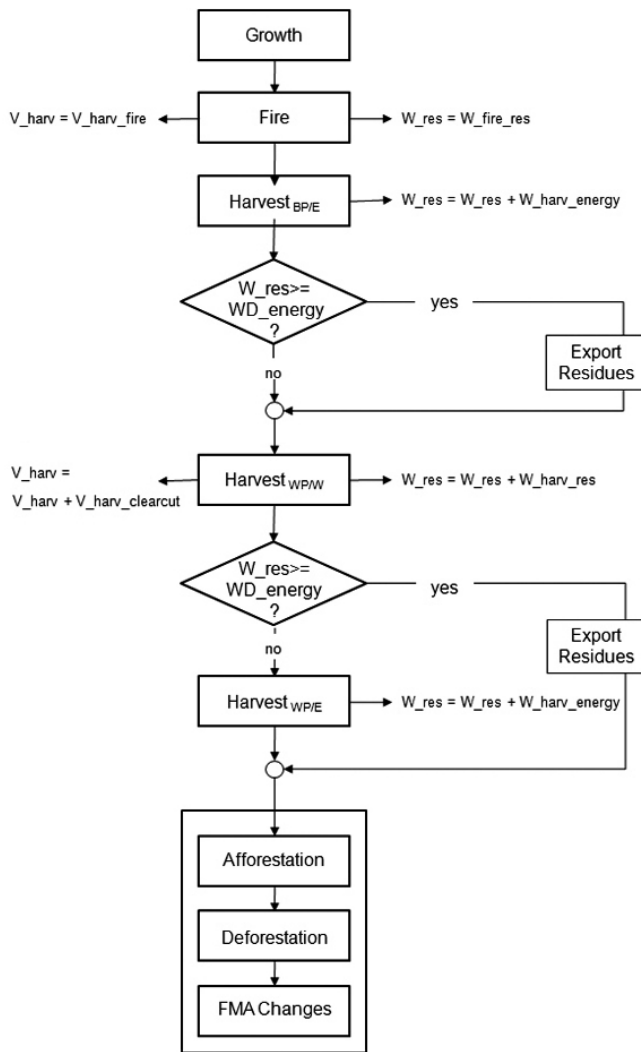 Growth
V_harv = V_harv_fire
Fire
W_res = W_fire_res
Harvest BP/E
W_res = W_res + W_harv_energy
W_res>=
WD_energy
?
yes
no
Export
Residues
V_harv =
V_harv + V_harv_clearcut
Harvest WP/W
W_res = W_res + W_harv_res
W_res>=
WD_energy
?
yes
no
Export
Residues
Harvest WP/E
W_res = W_res + W_harv_energy
Afforestation
Deforestation
FMA Changes